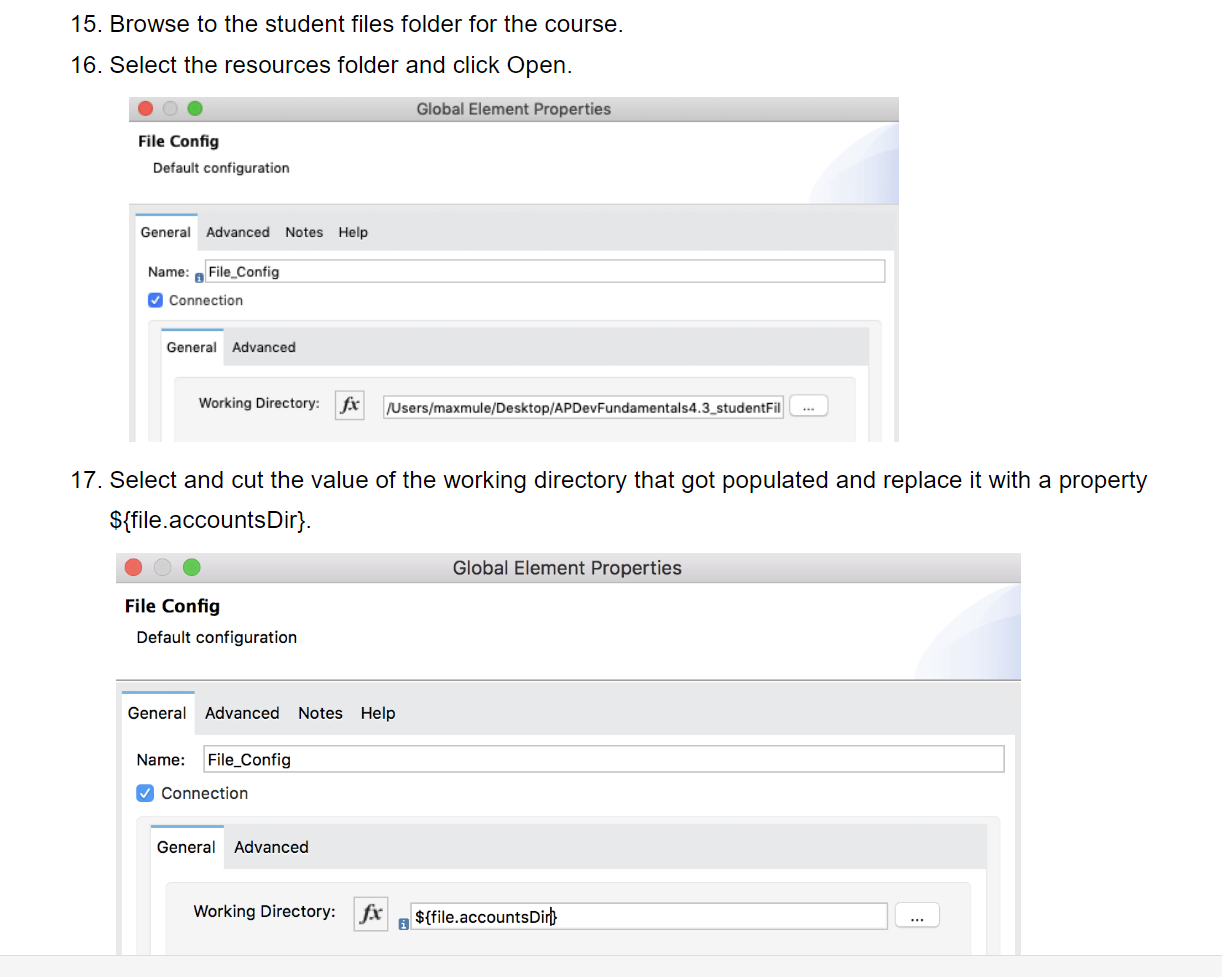 15. Browse to the student files folder for the course.
16. Select the resources folder and click Open.
Global Element Properties
File Config
Default configuration
General Advanced Notes Help
Name: File_Config
Connection
General Advanced
Working Directory: fx /Users/maxmule/Desktop/APDevFundamentals4.3_studentFil ...
17. Select and cut the value of the working directory that got populated and replace it with a property
${file.accountsDir}.
Global Element Properties
File Config
Default configuration
General Advanced Notes Help
Name: File_Config
Connection
General Advanced
Working Directory: fx ${file.accountsDir} ...